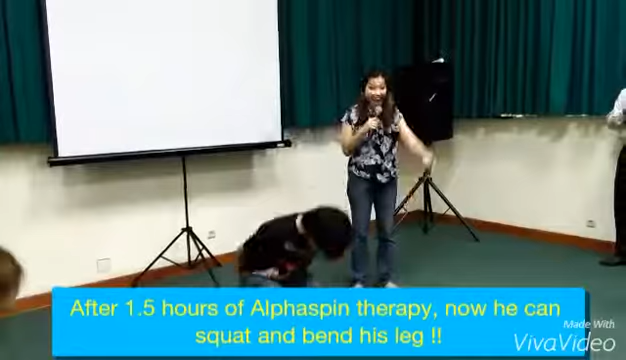 After 1.5 hours of Alphaspin therapy, now he can
squat and bend his leg !!
Made With
VivaVideo